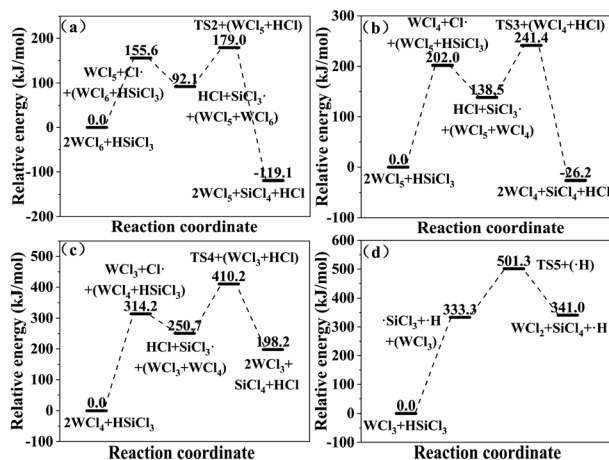 (a)
TS2+(WCl5+HCl)
179.0
155.6
WCl5+Cl·
+(WCl6+HSiCl3)
92.1
HCl+SiCl3·
+(WCl5+WCl6)
0.0
2WCl6+HSiCl3
-119.1
2WCl5+SiCl4+HCl
200
100
0
-100
-200
Relative energy (kJ/mol)
Reaction coordinate
(b)
WCl4+Cl·
+(WCl5+HSiCl3)
202.0
TS3+(WCl4+HCl)
241.4
138.5
HCl+SiCl3·
+(WCl5+WCl4)
0.0
2WCl5+HSiCl3
-26.2
2WCl4+SiCl4+HCl
300
200
100
0
-100
Relative energy (kJ/mol)
Reaction coordinate
(c)
WCl3+Cl·
+(WCl4+HSiCl3)
314.2
TS4+(WCl3+HCl)
410.2
250.7
HCl+SiCl3·
+(WCl3+WCl4)
198.2
2WCl3+
SiCl4+HCl
0.0
2WCl4+HSiCl3
500
400
300
200
100
0
-100
Relative energy (kJ/mol)
Reaction coordinate
(d)
501.3
TS5+(·H)
333.3
·SiCl3+·H
+(WCl3)
341.0
WCl2+SiCl4+·H
0.0
WCl3+HSiCl3
600
500
400
300
200
100
0
-100
Relative energy (kJ/mol)
Reaction coordinate